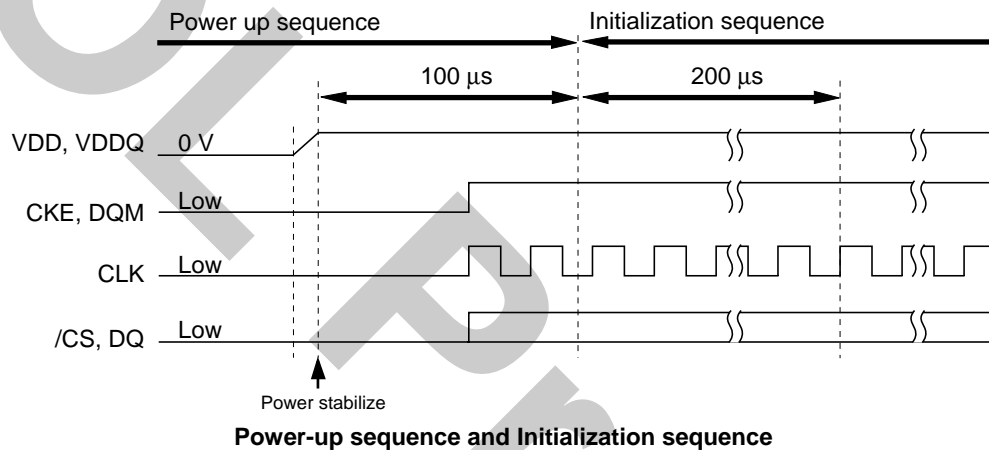 Power up sequence
Initialization sequence
100 μs
200 μs
VDD, VDDQ
0 V
CKE, DQM
Low
CLK
Low
/CS, DQ
Low
Power stabilize
Power-up sequence and Initialization sequence